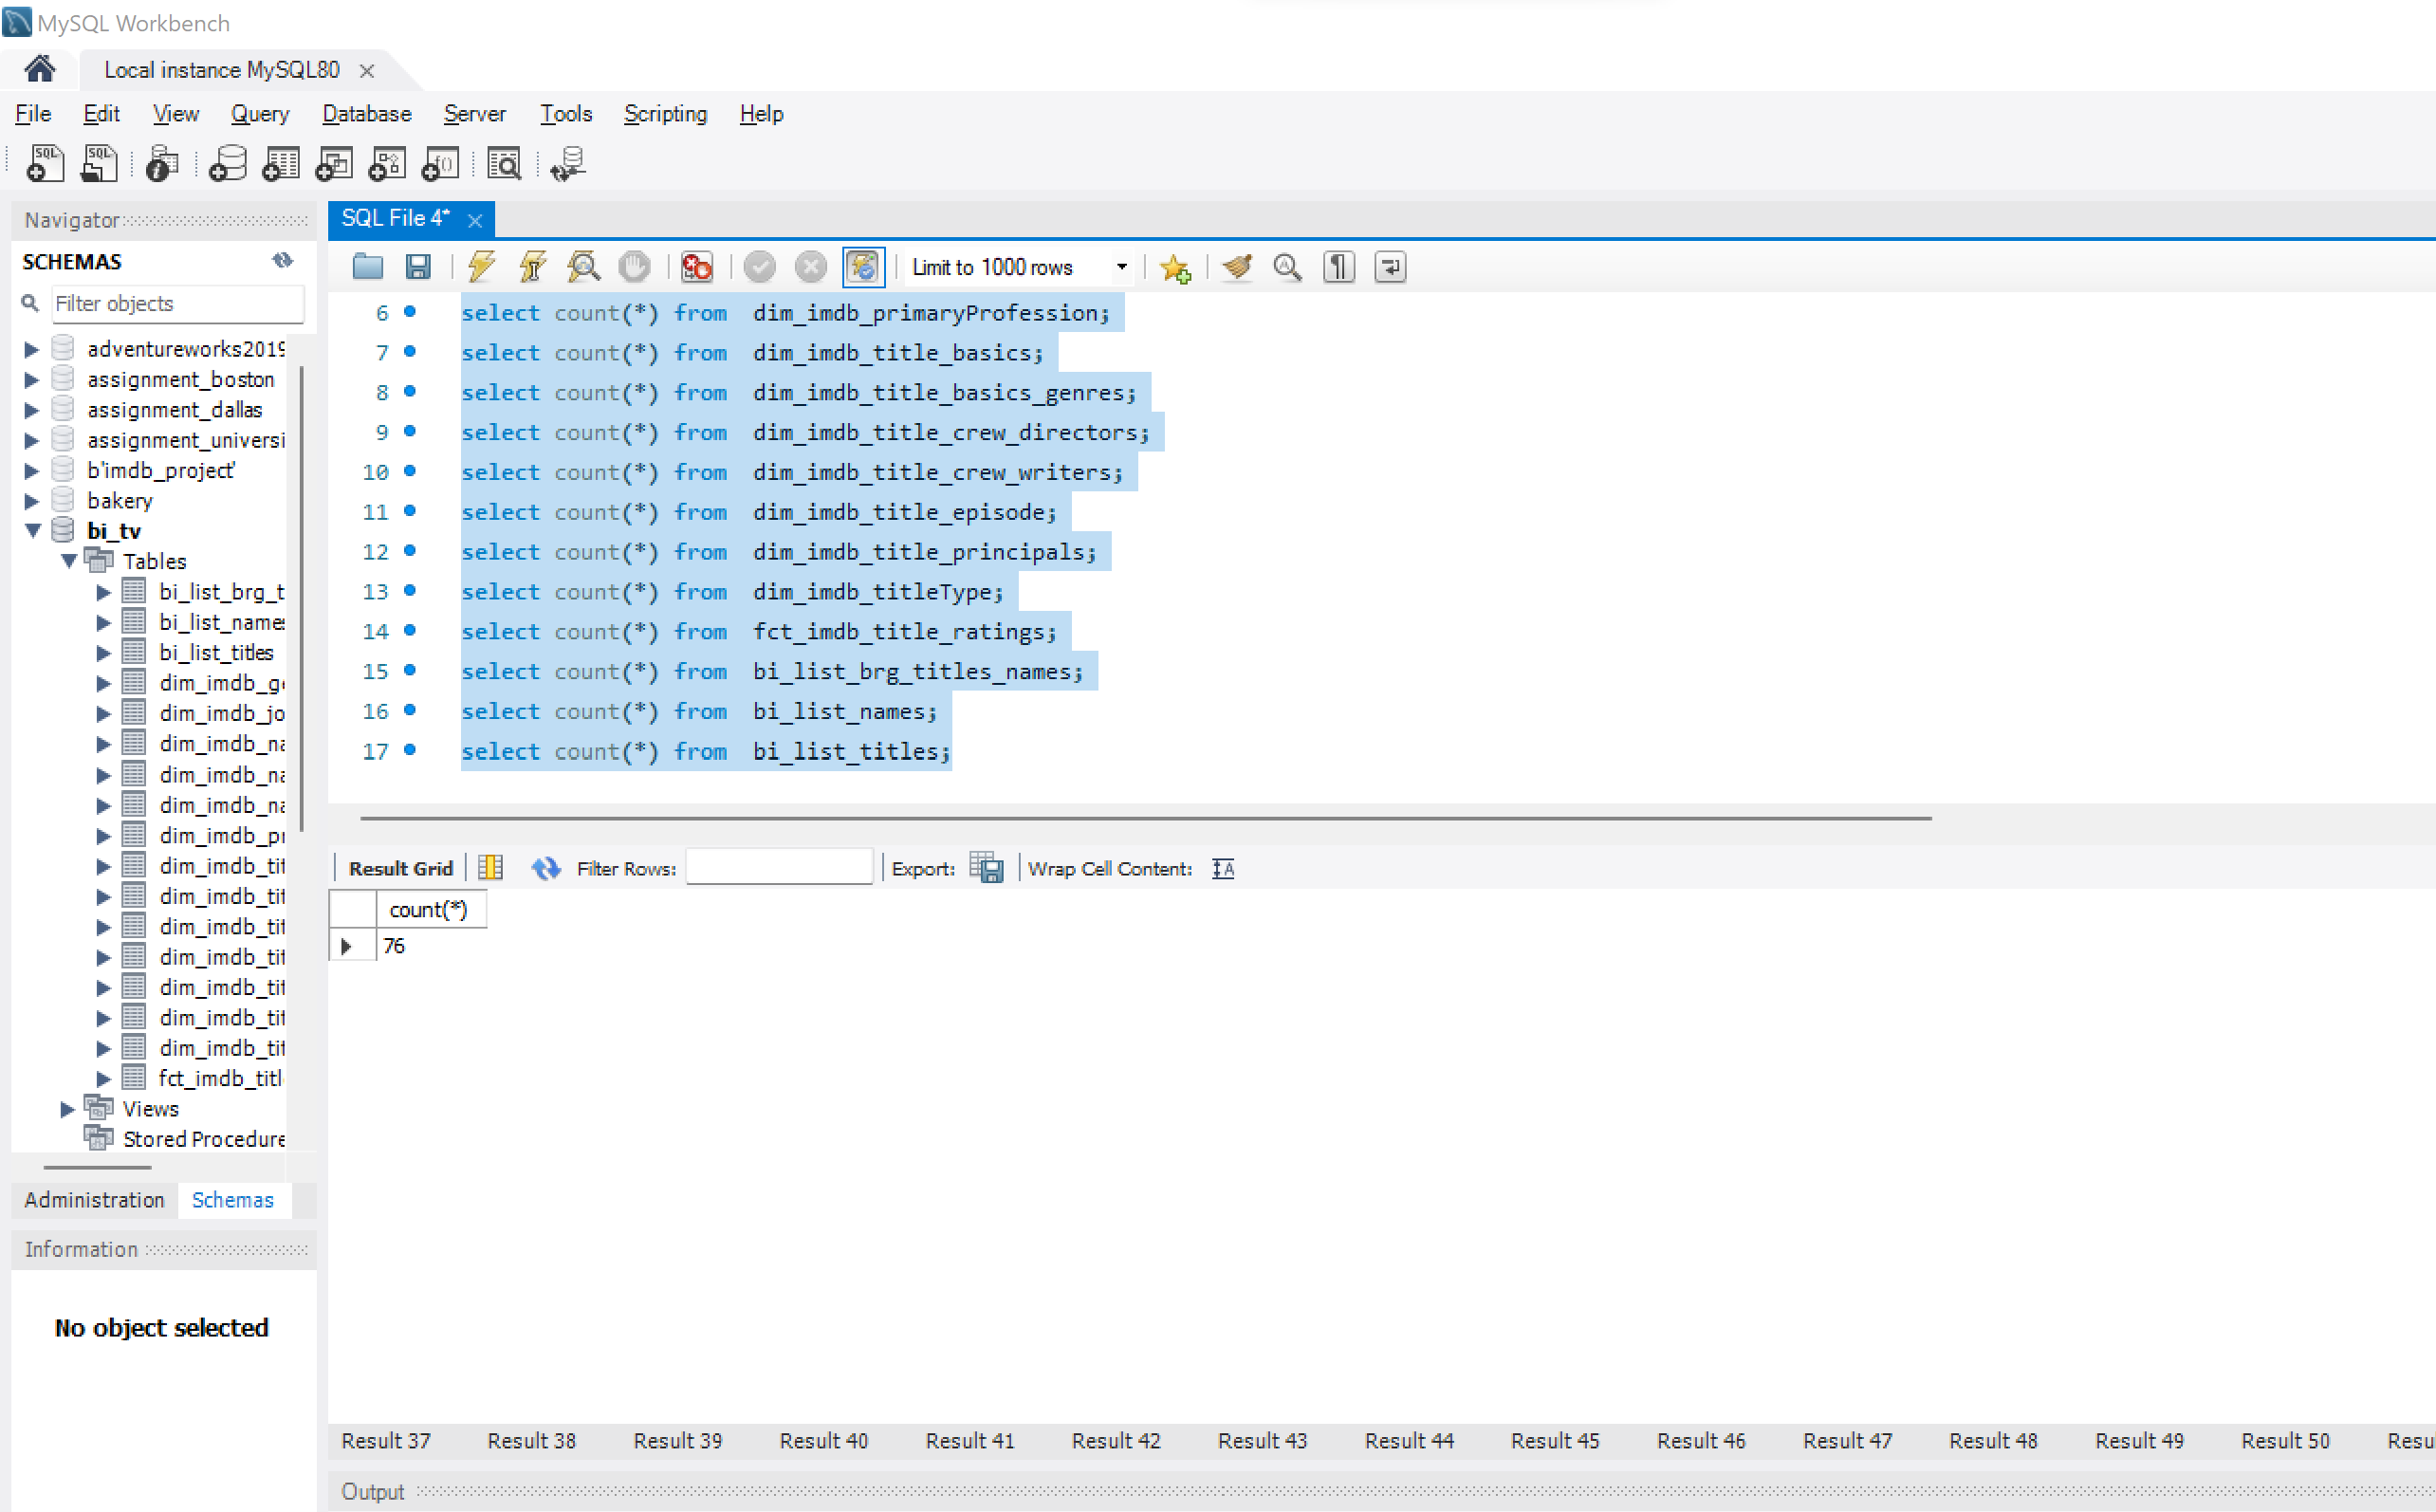 MySQL Workbench
Local instance MySQL80
File Edit View Query Database Server Tools Scripting Help
Navigator
SCHEMAS
Filter objects
adventureworks2019
assignment_boston
assignment_dallas
assignment_universi
b'imdb_project'
bakery
bi_tv
Tables
bi_list_brg_t
bi_list_names
bi_list_titles
dim_imdb_ge
dim_imdb_jo
dim_imdb_na
dim_imdb_na
dim_imdb_na
dim_imdb_pr
dim_imdb_tit
dim_imdb_tit
dim_imdb_tit
dim_imdb_tit
dim_imdb_tit
dim_imdb_tit
dim_imdb_tit
fct_imdb_titl
Views
Stored Procedure
Administration Schemas
Information
No object selected
SQL File 4*
Limit to 1000 rows
6 select count(*) from dim_imdb_primaryProfession;
7 select count(*) from dim_imdb_title_basics;
8 select count(*) from dim_imdb_title_basics_genres;
9 select count(*) from dim_imdb_title_crew_directors;
10 select count(*) from dim_imdb_title_crew_writers;
11 select count(*) from dim_imdb_title_episode;
12 select count(*) from dim_imdb_title_principals;
13 select count(*) from dim_imdb_titleType;
14 select count(*) from fct_imdb_title_ratings;
15 select count(*) from bi_list_brg_titles_names;
16 select count(*) from bi_list_names;
17 select count(*) from bi_list_titles;
Result Grid Filter Rows: Export: Wrap Cell Content:
count(*)
76
Result 37 Result 38 Result 39 Result 40 Result 41 Result 42 Result 43 Result 44 Result 45 Result 46 Result 47 Result 48 Result 49 Result 50 Resu
Output